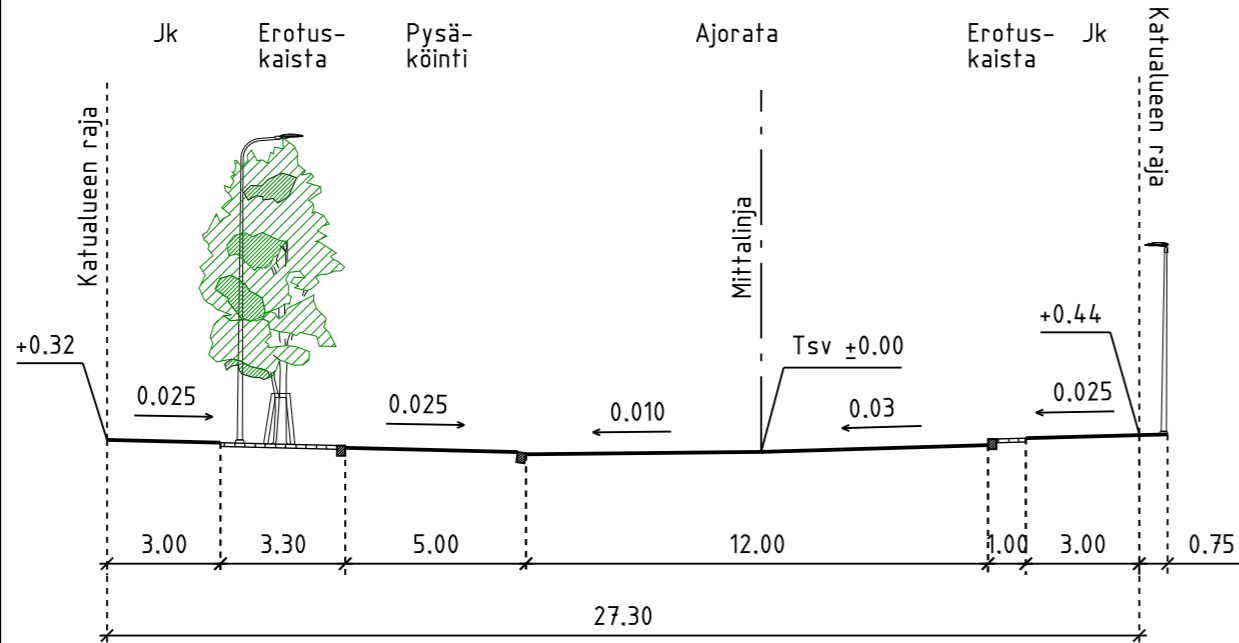 Jk
Erotus-
kaista
Pysä-
köinti
Ajorata
Erotus-
kaista
Jk
Katualueen raja
Katualueen raja
Mittalinja
+0.32
0.025
0.025
0.010
Tsv ±0.00
0.03
+0.44
0.025
3.00
3.30
5.00
12.00
1.00
3.00
0.75
27.30